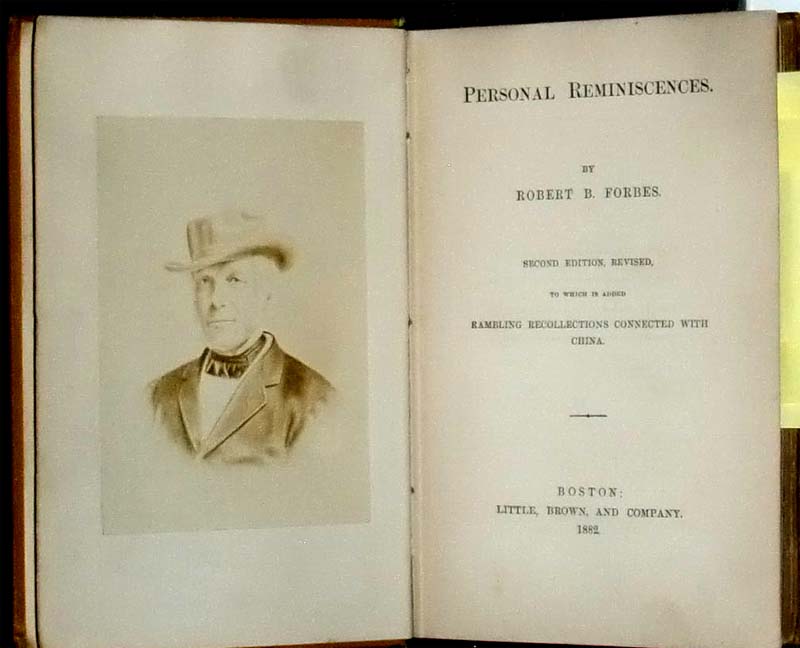 PERSONAL REMINISCENCES.
BY
ROBERT B. FORBES.
SECOND EDITION, REVISED,
TO WHICH IS ADDED
RAMBLING RECOLLECTIONS CONNECTED WITH
CHINA.
BOSTON:
LITTLE, BROWN, AND COMPANY.
1882.